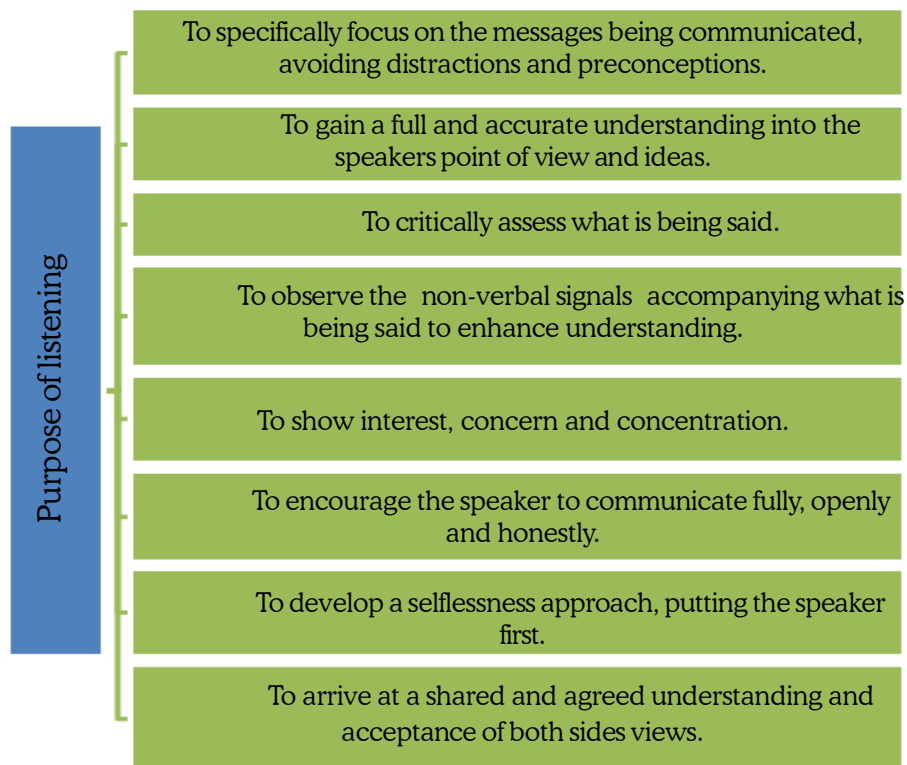 Purpose of listening
To specifically focus on the messages being communicated,
avoiding distractions and preconceptions.
To gain a full and accurate understanding into the
speakers point of view and ideas.
To critically assess what is being said.
To observe the non-verbal signals accompanying what is
being said to enhance understanding.
To show interest, concern and concentration.
To encourage the speaker to communicate fully, openly
and honestly.
To develop a selflessness approach, putting the speaker
first.
To arrive at a shared and agreed understanding and
acceptance of both sides views.